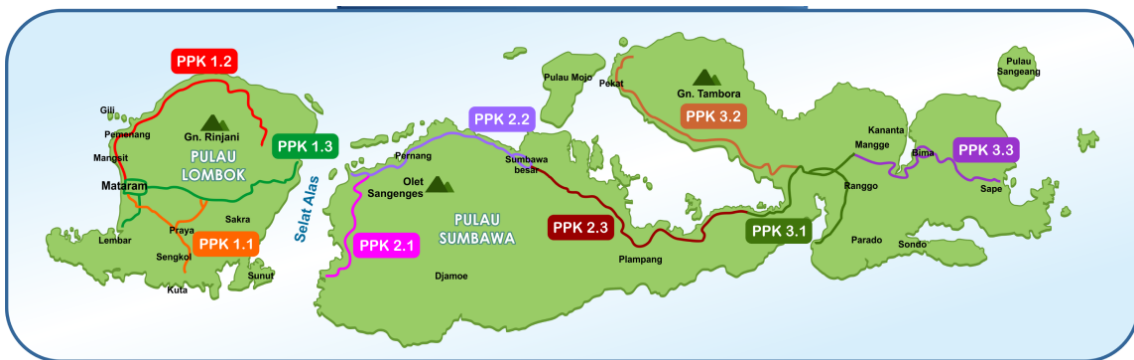 PPK 1.2
Gili
Pemenang
Gn. Rinjani
Mangsit
PULAU
LOMBOK
PPK 1.3
Mataram
Sakra
Praya
Lembar
PPK 1.1
Sengkol
Sunut
Kuta
Selat Alas
PPK 2.2
Pernang
Sumbawa
besar
Olet
Sangenges
PULAU
SUMBAWA
PPK 2.1
Djamoe
PPK 2.3
Plampang
Pulau Mojo
Pekat
Gn. Tambora
PPK 3.2
Kananta
Mangge
Bima
PPK 3.3
Ranggo
Sape
PPK 3.1
Parado
Sondo
Pulau
Sangeang